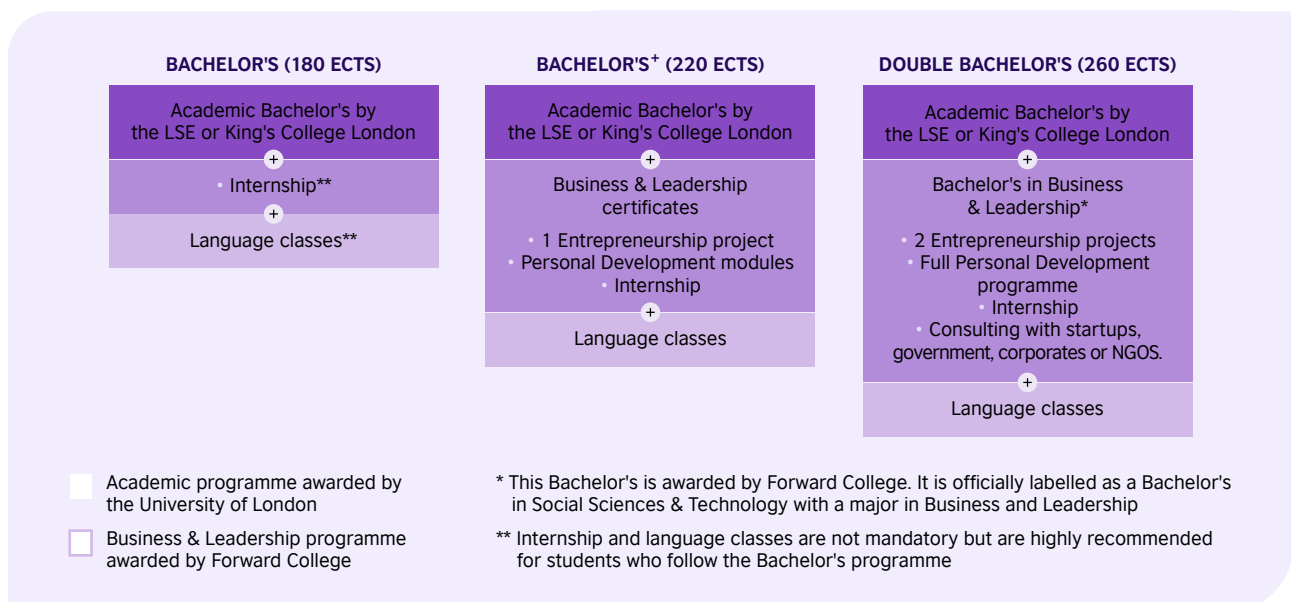 BACHELOR'S (180 ECTS)
Academic Bachelor's by
the LSE or King's College London
+
• Internship**
+
Language classes**
BACHELOR'S+ (220 ECTS)
Academic Bachelor's by
the LSE or King's College London
+
Business & Leadership
certificates
• 1 Entrepreneurship project
• Personal Development modules
• Internship
+
Language classes
DOUBLE BACHELOR'S (260 ECTS)
Academic Bachelor's by
the LSE or King's College London
+
Bachelor's in Business
& Leadership*
• 2 Entrepreneurship projects
• Full Personal Development
programme
• Internship
• Consulting with startups,
government, corporates or NGOS.
+
Language classes
Academic programme awarded by
the University of London
Business & Leadership programme
awarded by Forward College
* This Bachelor's is awarded by Forward College. It is officially labelled as a Bachelor's
in Social Sciences & Technology with a major in Business and Leadership
** Internship and language classes are not mandatory but are highly recommended
for students who follow the Bachelor's programme